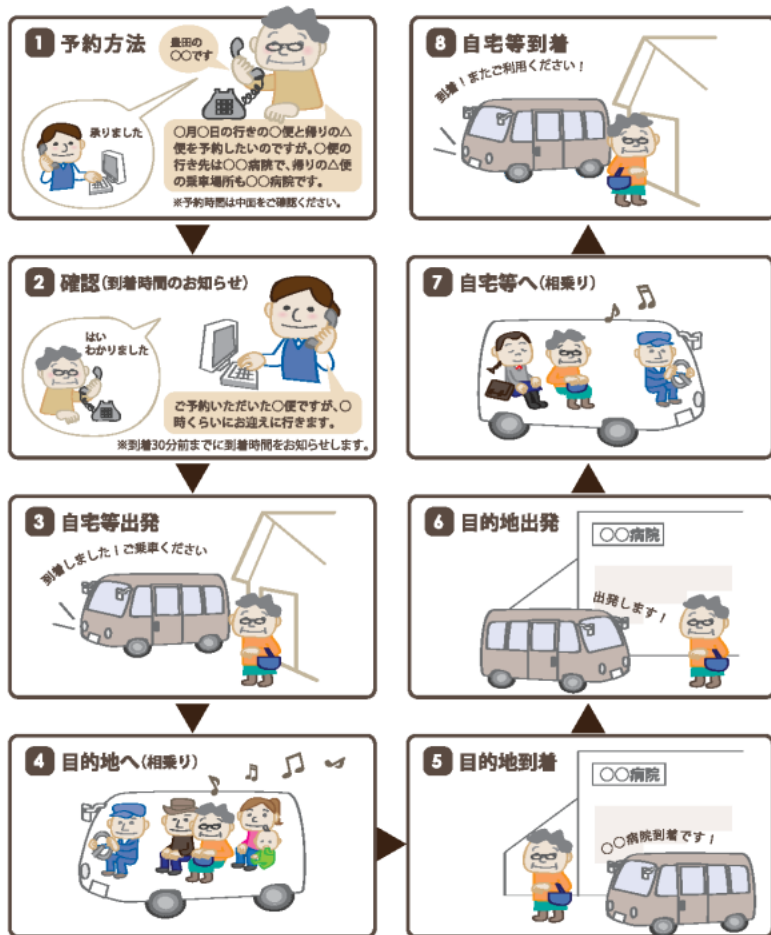 1 予約方法
豊田の
○○です
承りました
○月○日の行きの○便と帰りの△
便を予約したいのですが。○便の
行き先は○○病院で、帰りの△便
の乗車場所も○○病院です。
※予約時間は中面をご確認ください。
2 確認(到着時間のお知らせ)
はい
わかりました
ご予約いただいた○便ですが、○
時くらいにお迎えに行きます。
※到着30分前までに到着時間をお知らせします。
3 自宅等出発
到着しました！ご乗車ください
4 目的地へ(相乗り)
5 目的地到着
○○病院
○○病院到着です！
6 目的地出発
○○病院
出発します！
7 自宅等へ(相乗り)
8 自宅等到着
到着！またご利用ください！